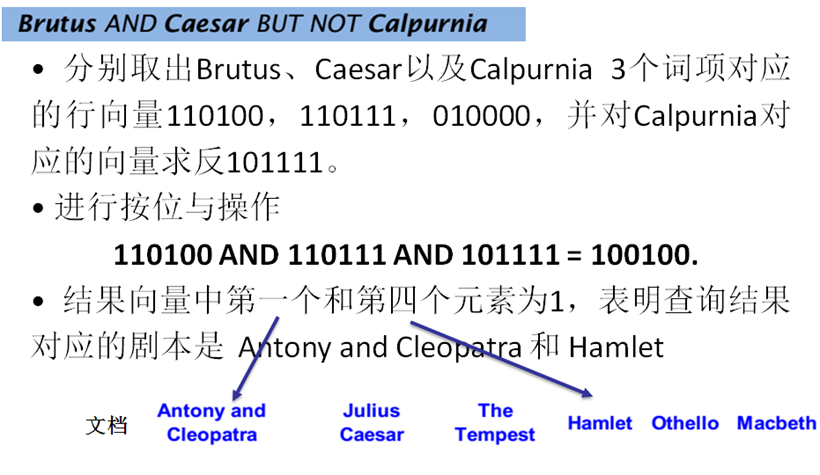 Brutus AND Caesar BUT NOT Calpurnia
• 分别取出Brutus、Caesar以及Calpurnia 3个词项对应
的行向量110100，110111，010000，并对Calpurnia对
应的向量求反101111。
• 进行按位与操作
110100 AND 110111 AND 101111 = 100100.
• 结果向量中第一个和第四个元素为1，表明查询结果
对应的剧本是 Antony and Cleopatra 和 Hamlet
文档 Antony and Julius The Hamlet Othello Macbeth
Cleopatra Caesar Tempest